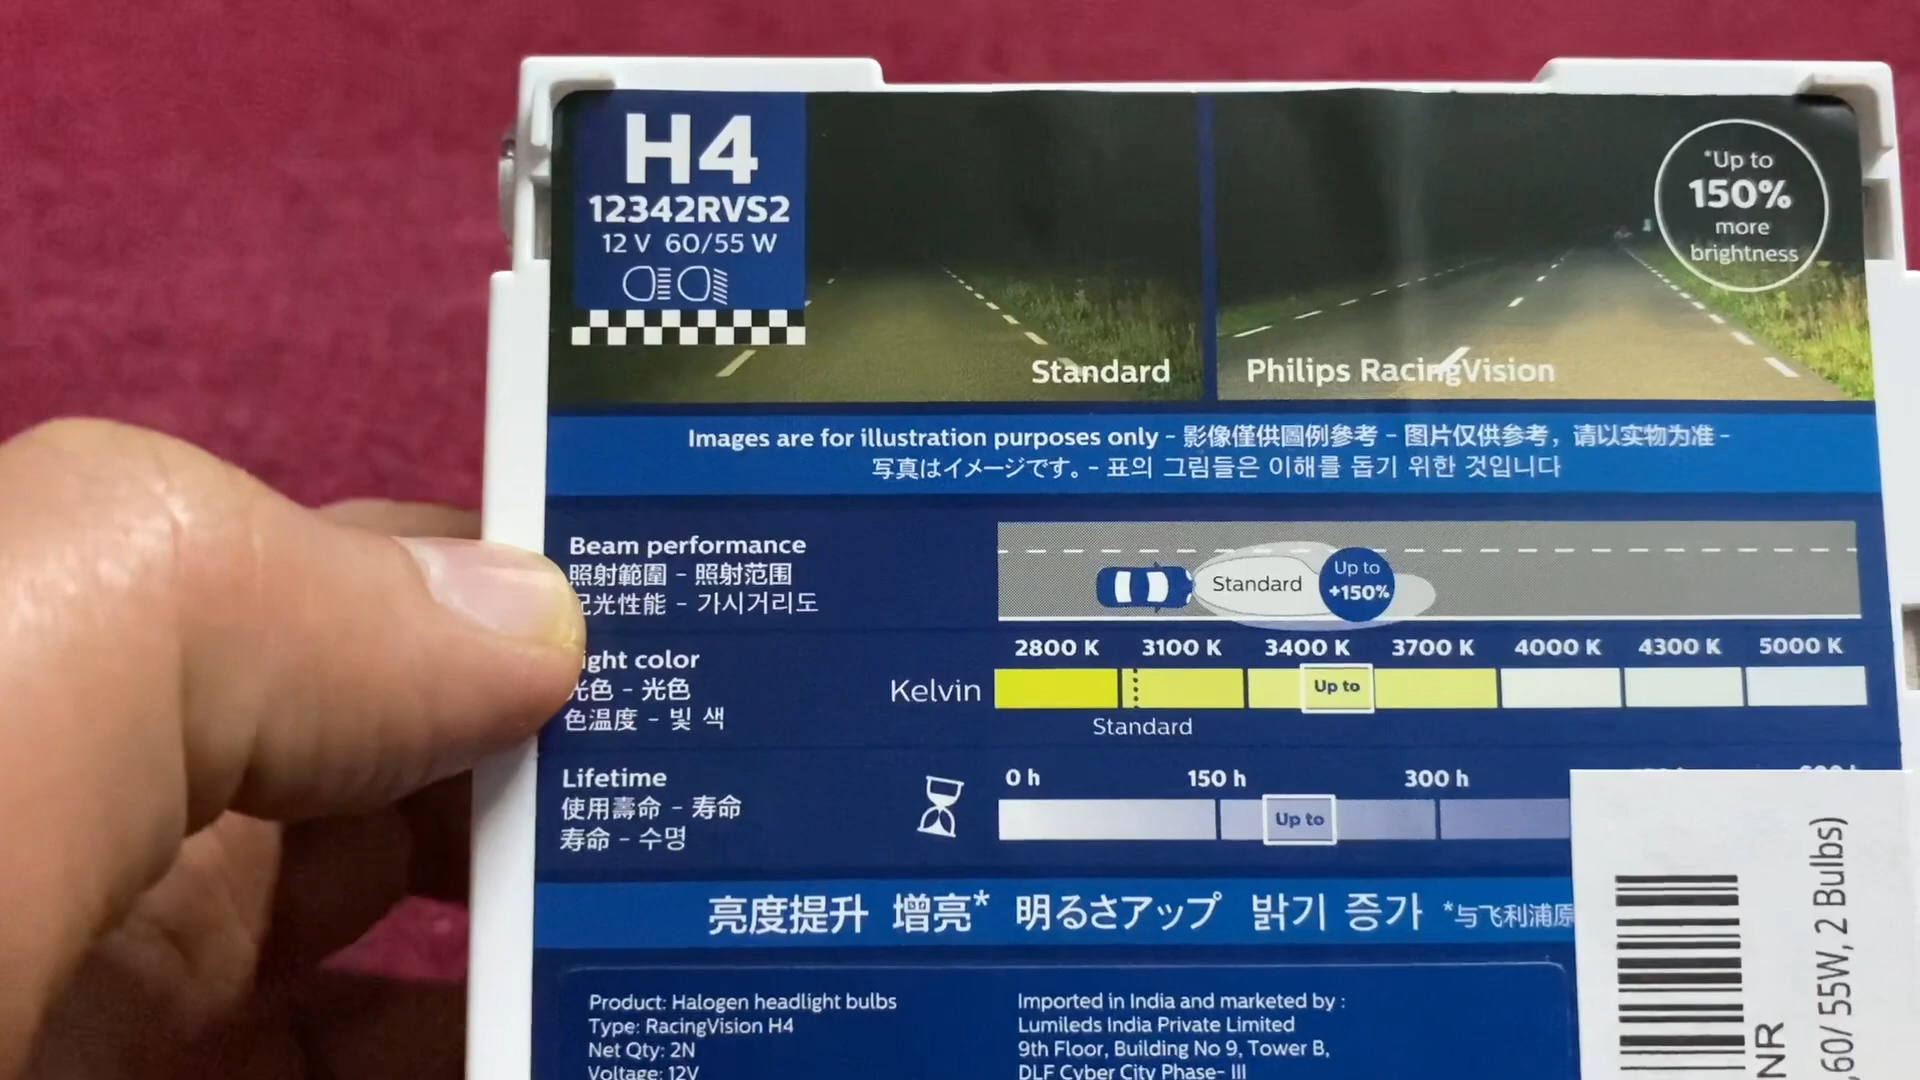 H4
12342RVS2
12 V 60/55 W
*Up to
150%
more
brightness
Standard
Philips RacingVision
Images are for illustration purposes only - 影像僅供圖例參考 - 图片仅供参考，请以实物为准 -
写真はイメージです。- 표의 그림들은 이해를 돕기 위한 것입니다
Beam performance
照射範圍 - 照射范围
配光性能 - 가시거리도
Standard
Up to
+150%
2800 K 3100 K 3400 K 3700 K 4000 K 4300 K 5000 K
ight color
光色 - 光色
色温度 - 빛 색
Kelvin
Up to
Standard
Lifetime
使用壽命 - 寿命
寿命 - 수명
0 h 150 h 300 h
Up to
亮度提升 增亮* 明るさアップ 밝기 증가 *与飞利浦原
Product: Halogen headlight bulbs
Type: RacingVision H4
Net Qty: 2N
Voltage: 12V
Imported in India and marketed by :
Lumileds India Private Limited
9th Floor, Building No 9, Tower B,
DLF Cyber City Phase- III
NR
,60/ 55W, 2 Bulbs)